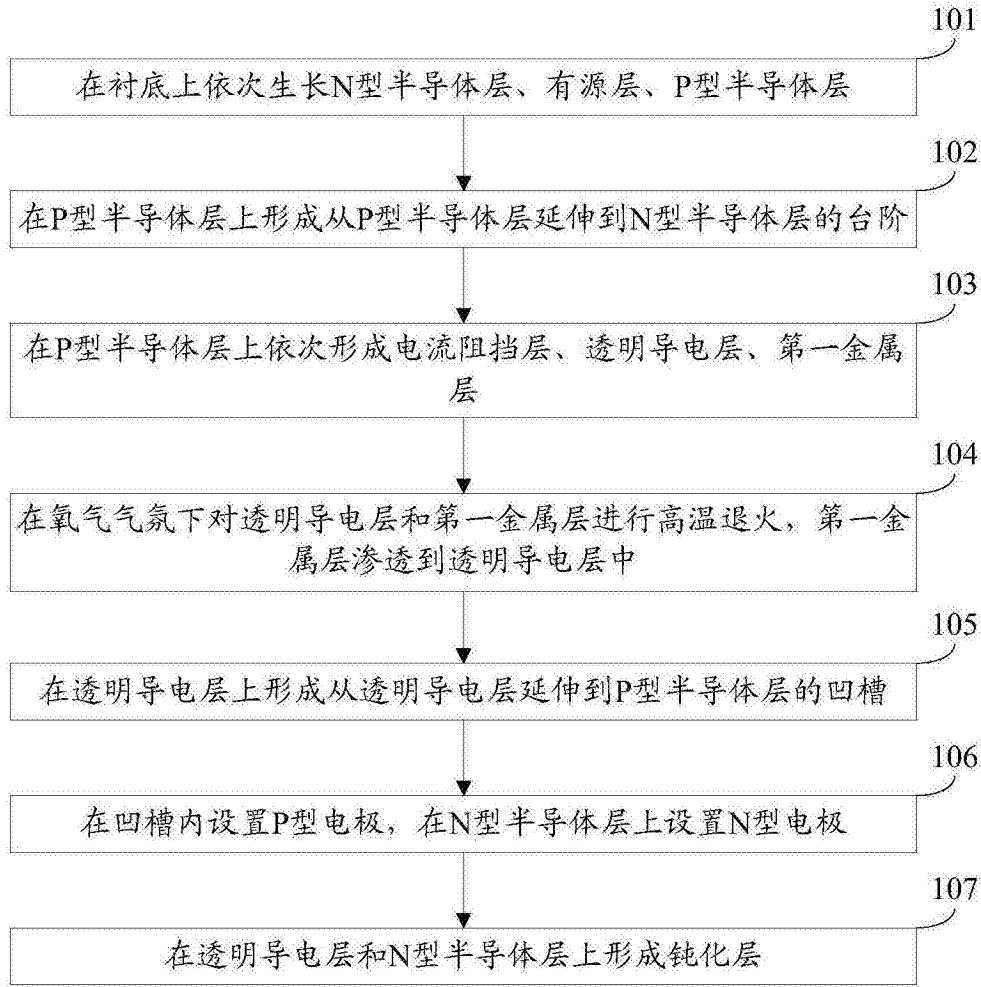 101
在衬底上依次生长N型半导体层、有源层、P型半导体层
102
在P型半导体层上形成从P型半导体层延伸到N型半导体层的台阶
103
在P型半导体层上依次形成电流阻挡层、透明导电层、第一金属
层
104
在氧气气氛下对透明导电层和第一金属层进行高温退火，第一金
属层渗透到透明导电层中
105
在透明导电层上形成从透明导电层延伸到P型半导体层的凹槽
106
在凹槽内设置P型电极，在N型半导体层上设置N型电极
107
在透明导电层和N型半导体层上形成钝化层